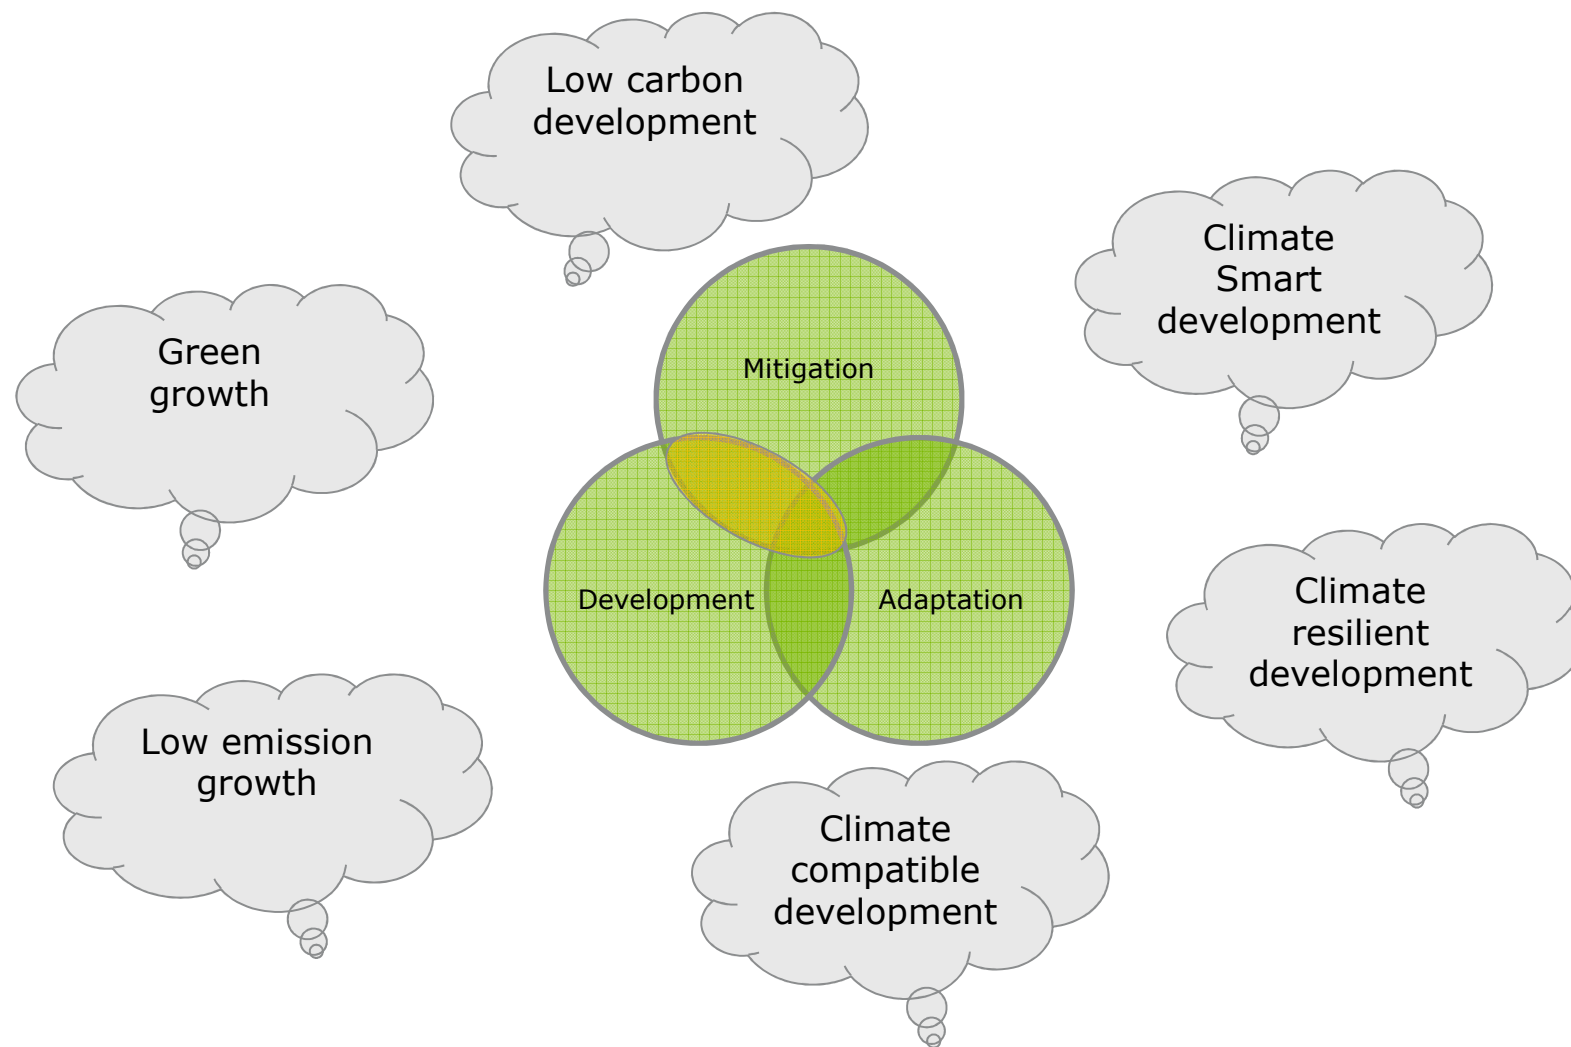 Low carbon
development
Climate
Smart
development
Green
growth
Mitigation
Development
Adaptation
Climate
resilient
development
Low emission
growth
Climate
compatible
development